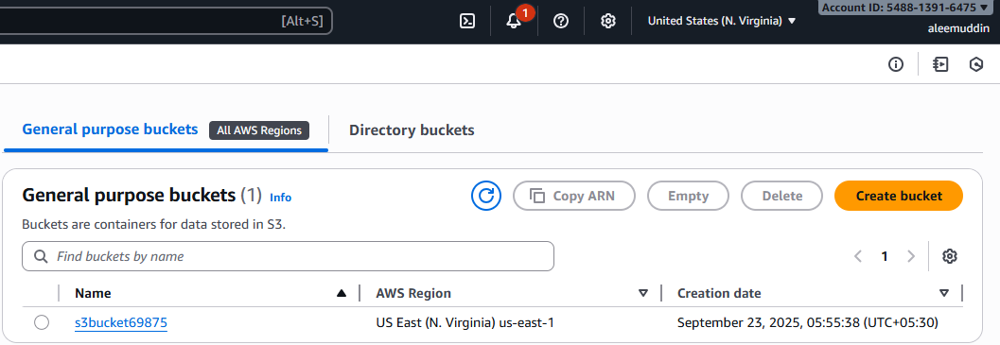 [Alt+S]
1
United States (N. Virginia) ▼
Account ID: 5488-1391-6475 ▼
aleemuddin
General purpose buckets All AWS Regions
Directory buckets
General purpose buckets (1) Info
Copy ARN
Empty
Delete
Create bucket
Buckets are containers for data stored in S3.
Find buckets by name
1
Name AWS Region Creation date
s3bucket69875 US East (N. Virginia) us-east-1 September 23, 2025, 05:55:38 (UTC+05:30)